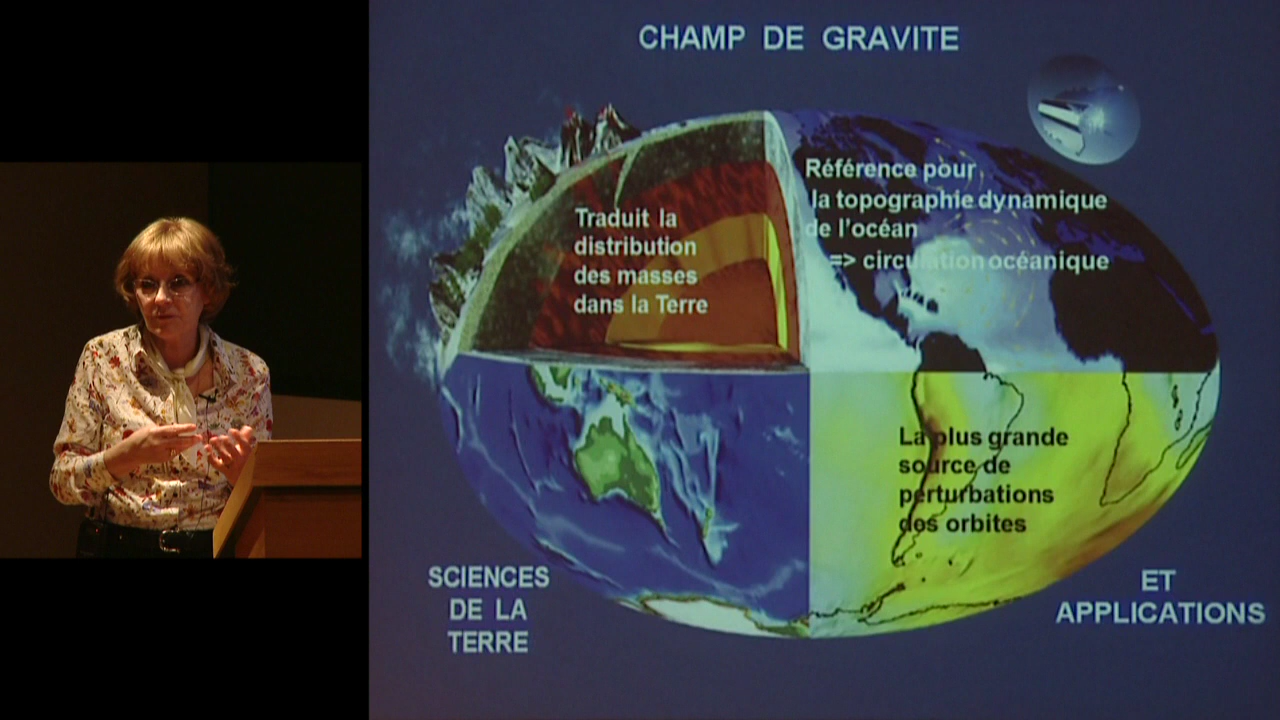 CHAMP DE GRAVITE
Référence pour
la topographie dynamique
de l'océan
=> circulation océanique
Traduit la
distribution
des masses
dans la Terre
La plus grande
source de
perturbations
des orbites
SCIENCES
DE LA
TERRE
ET
APPLICATIONS